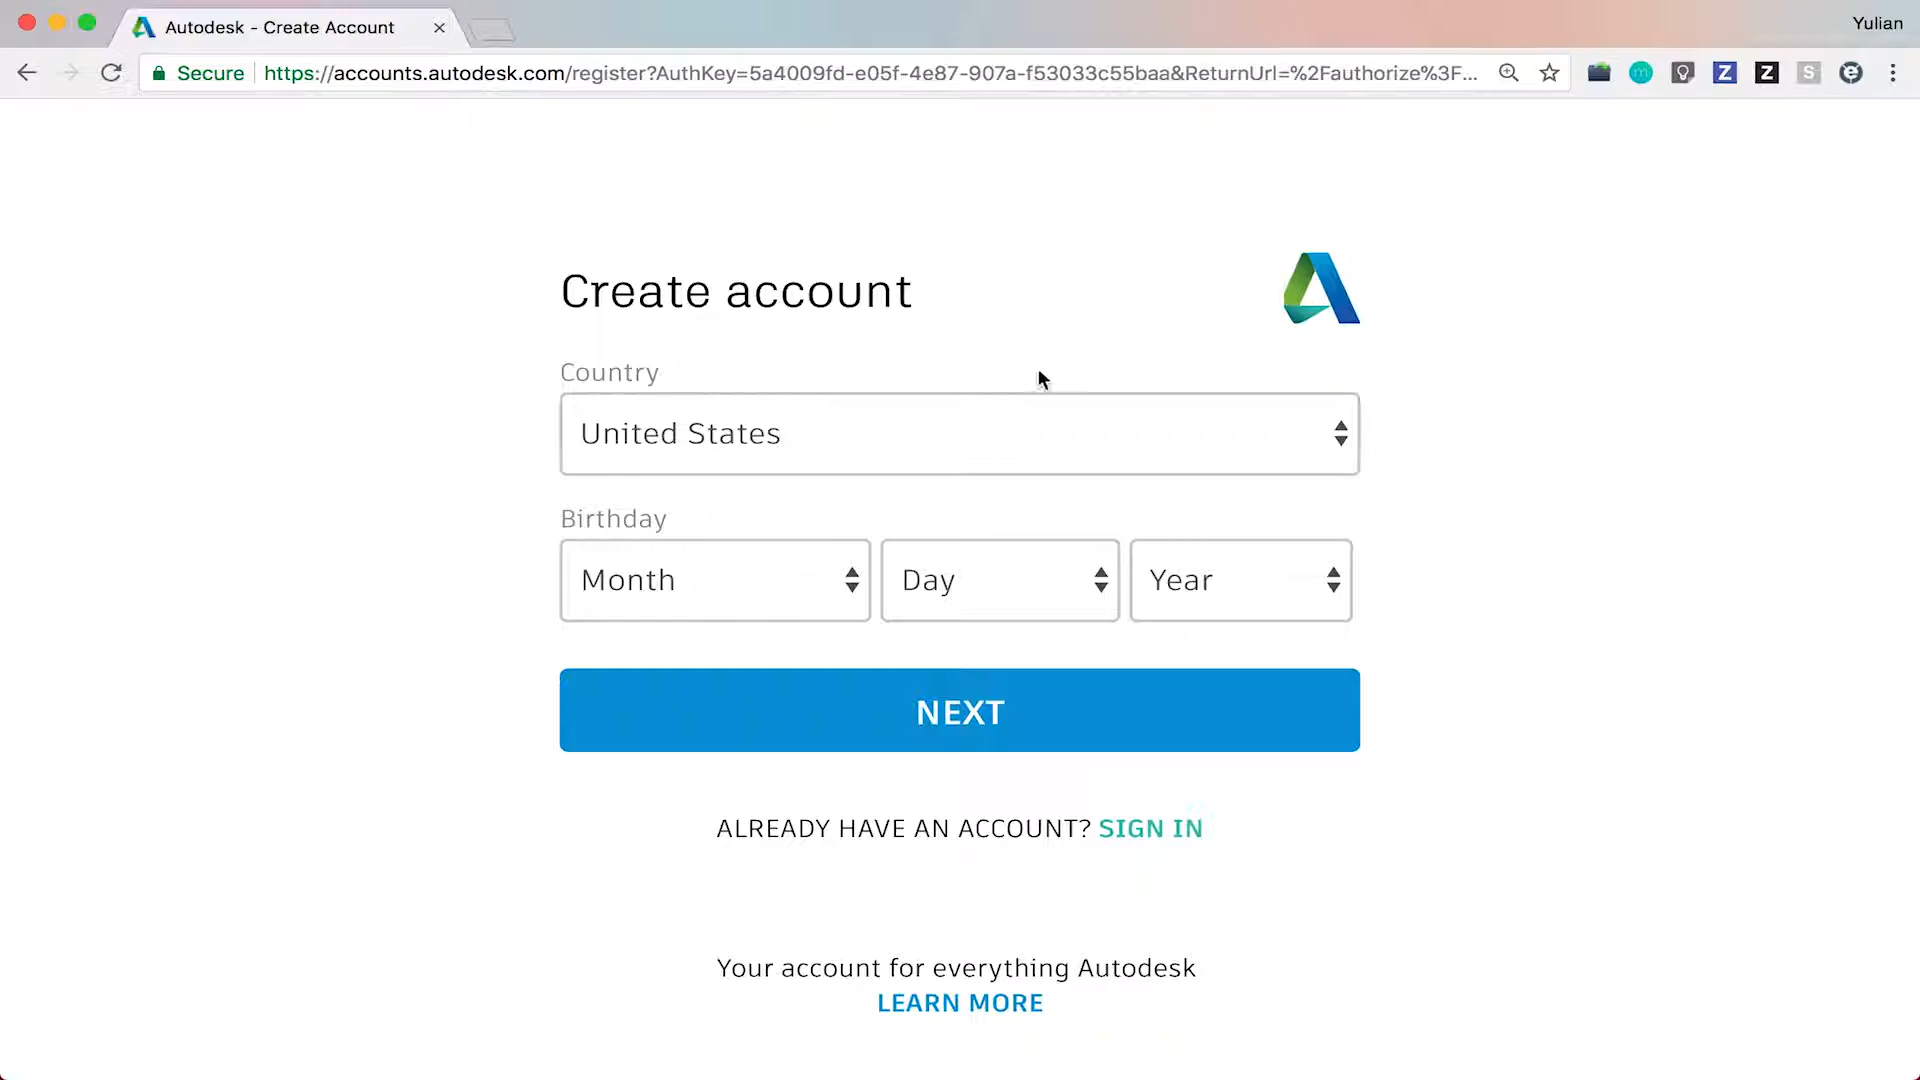 Autodesk - Create Account
Yulian
Secure https://accounts.autodesk.com/register?AuthKey=5a4009fd-e05f-4e87-907a-f53033c55baa&ReturnUrl=%2Fauthorize%3F...
Create account
Country
United States
Birthday
Month Day Year
NEXT
ALREADY HAVE AN ACCOUNT? SIGN IN
Your account for everything Autodesk
LEARN MORE